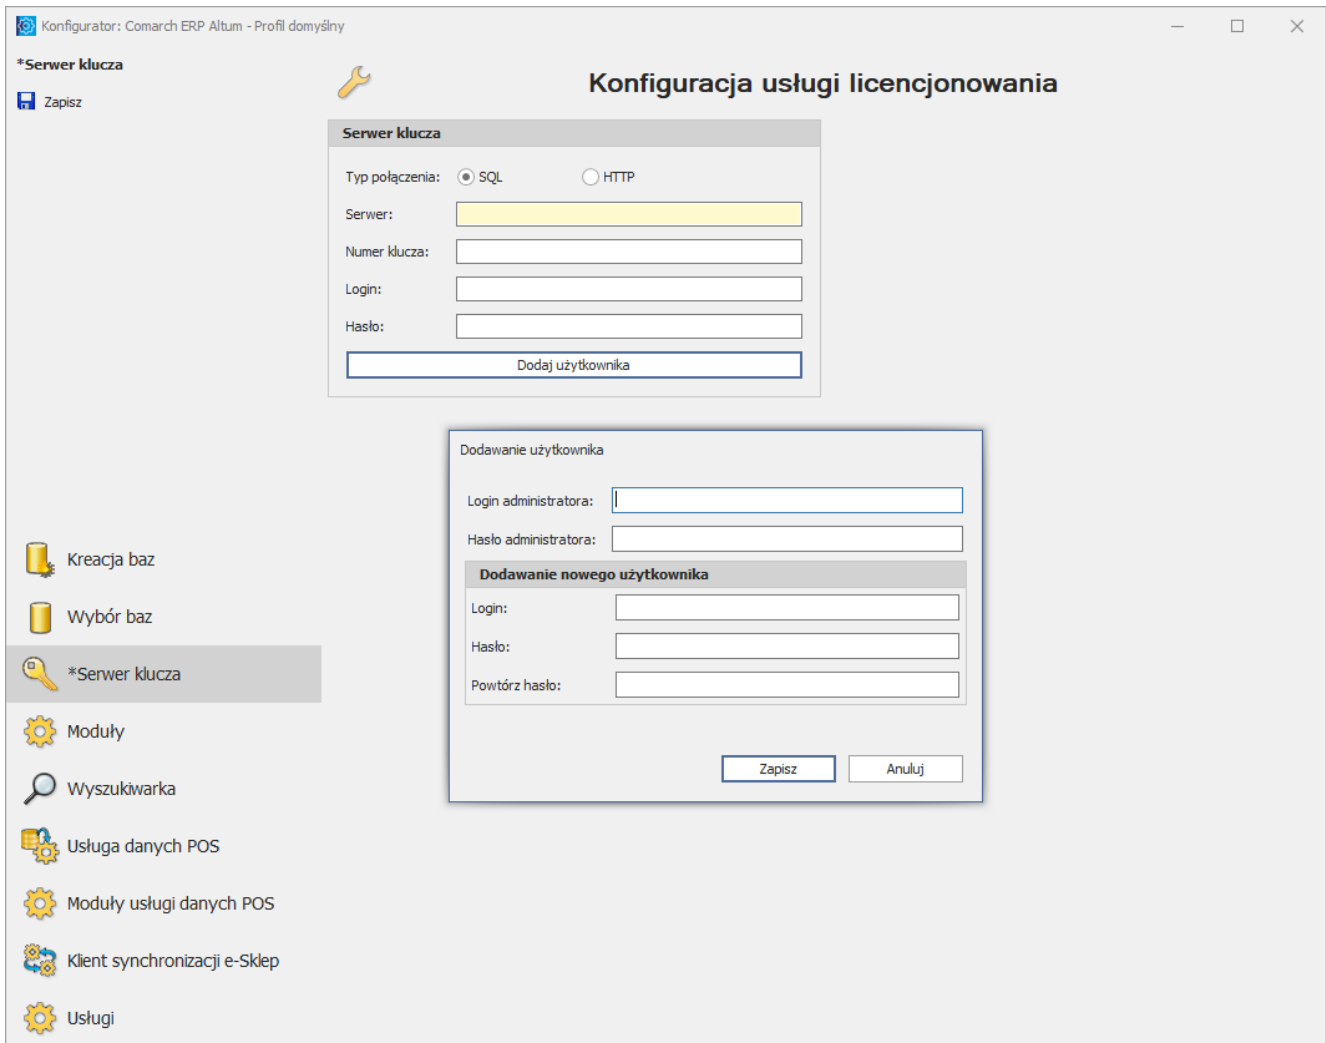 Konfigurator: Comarch ERP Altum - Profil domyślny
*Serwer klucza
Zapisz
Konfiguracja usługi licencjonowania
Serwer klucza
Typ połączenia: SQL HTTP
Serwer:
Numer klucza:
Login:
Hasło:
Dodaj użytkownika
Dodawanie użytkownika
Login administratora:
Hasło administratora:
Dodawanie nowego użytkownika
Login:
Hasło:
Powtórz hasło:
Zapisz Anuluj
Kreacja baz
Wybór baz
*Serwer klucza
Moduły
Wyszukiwarka
Usługa danych POS
Moduły usługi danych POS
Klient synchronizacji e-Sklep
Usługi